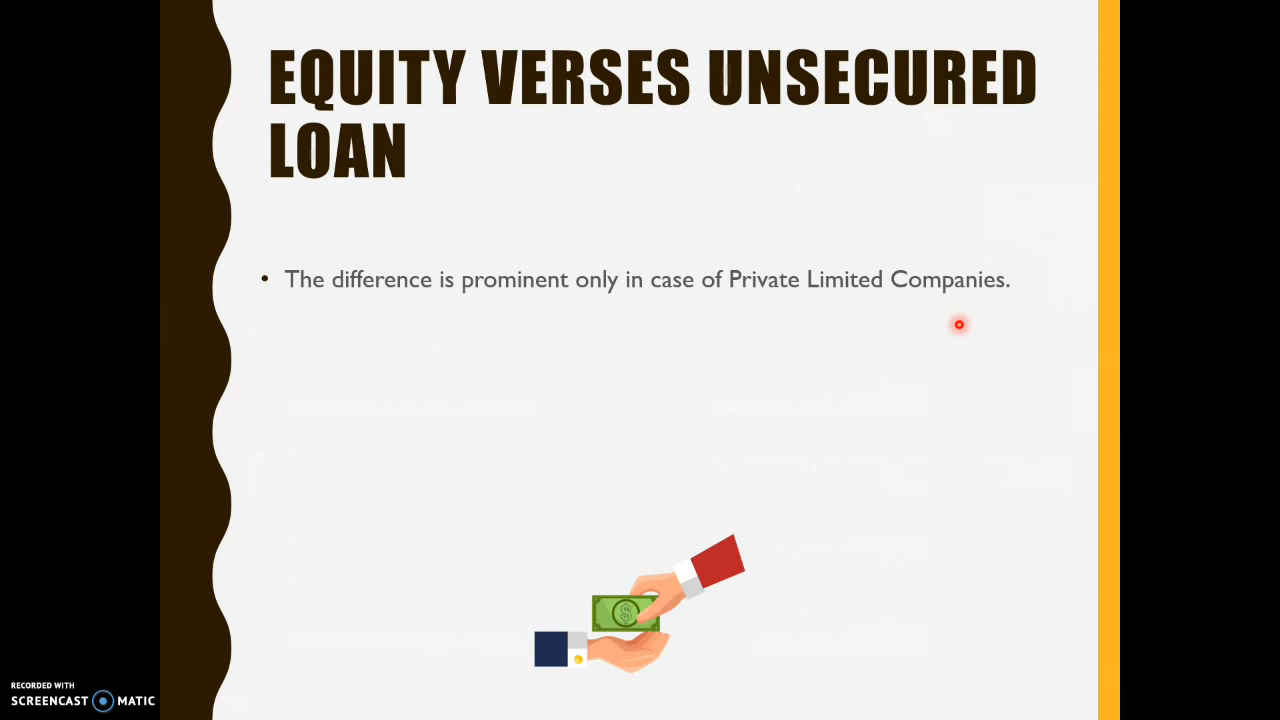 EQUITY VERSES UNSECURED
LOAN
• The difference is prominent only in case of Private Limited Companies.
RECORDED WITH
SCREENCAST MATIC